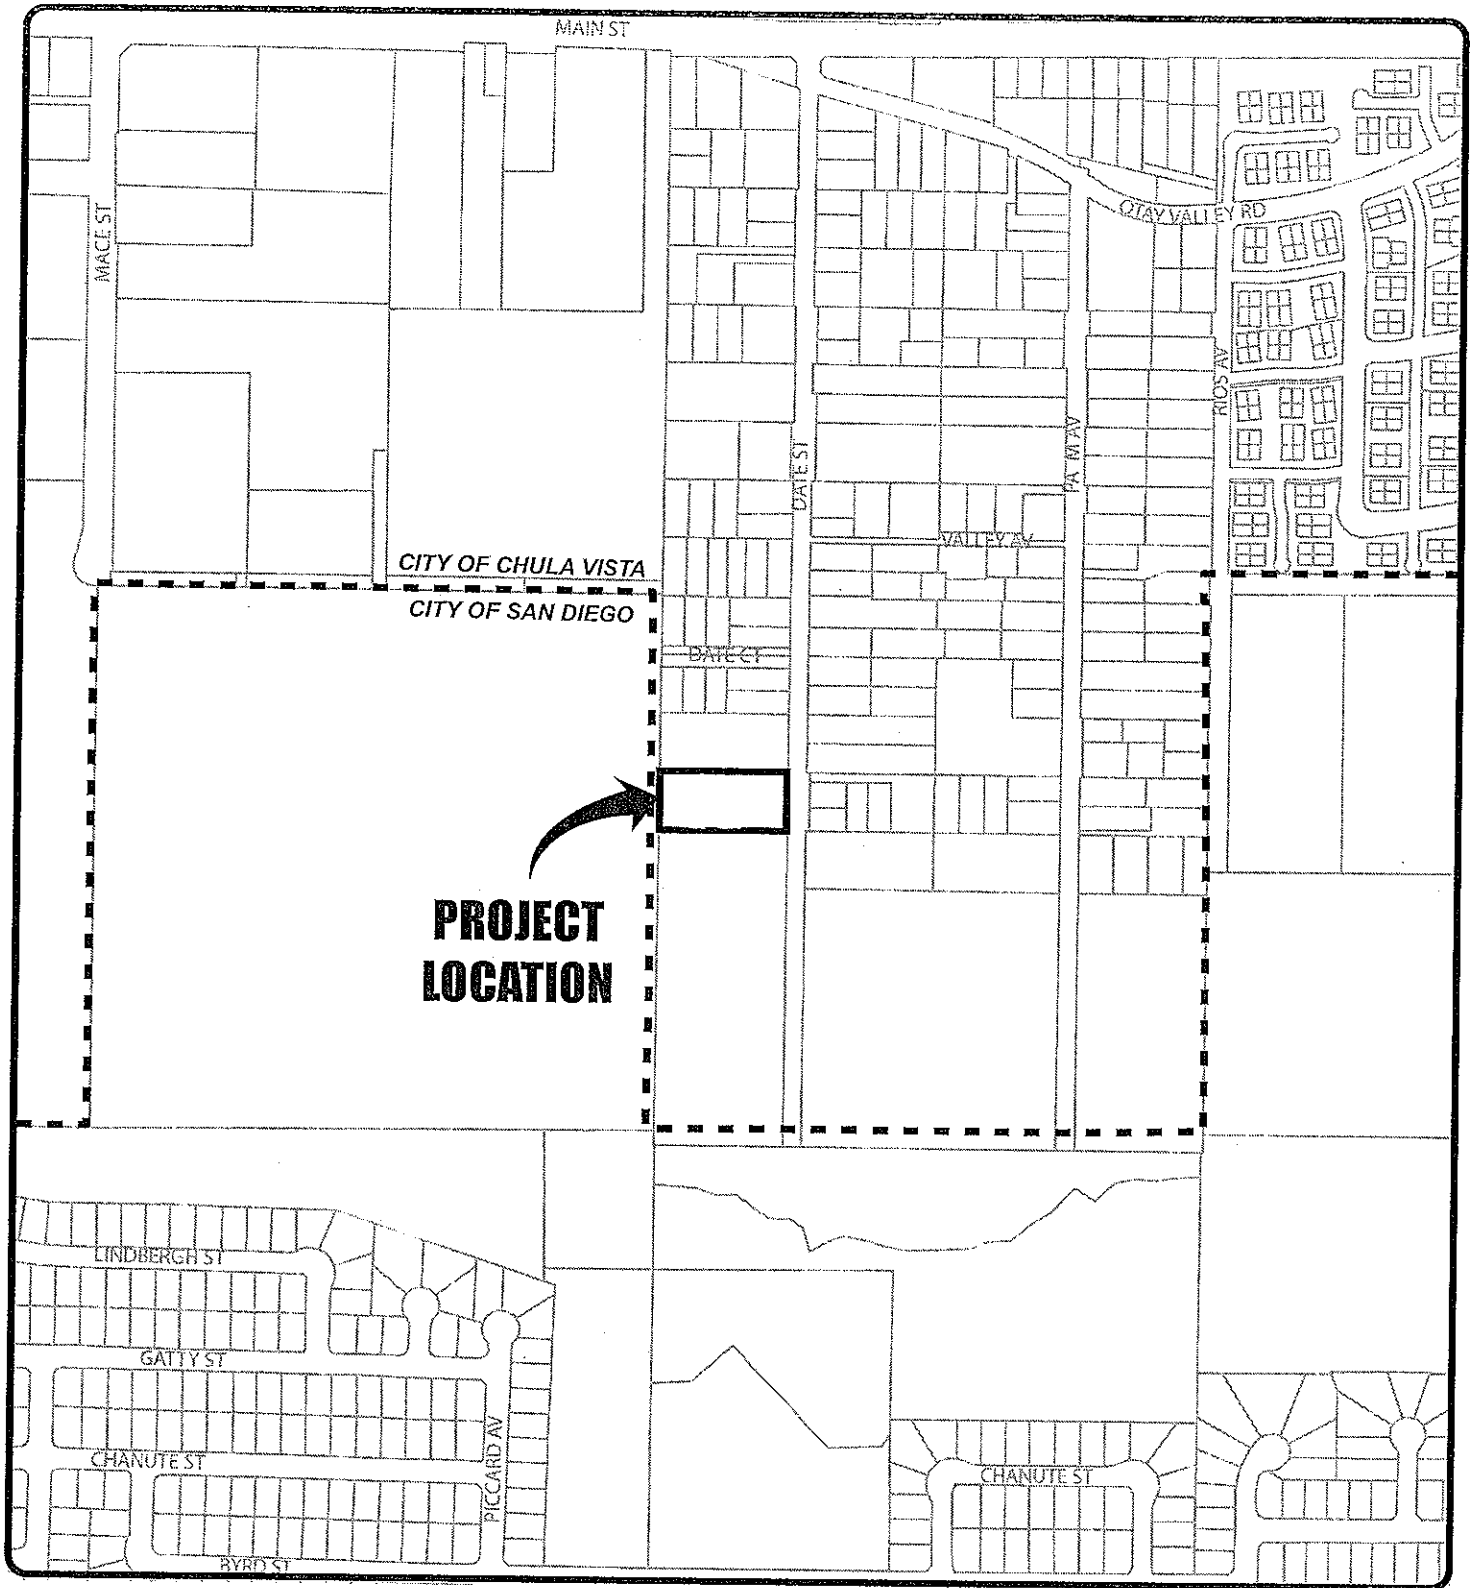 MAIN ST
MACE ST
OTAY VALLEY RD
RIOS AV
DATE ST
PA M AV
VALLEY AV
CITY OF CHULA VISTA
CITY OF SAN DIEGO
DATE CT
PROJECT
LOCATION
LINDBERGH ST
GATTY ST
CHANUTE ST
PICCARD AV
CHANUTE ST
BYRD ST